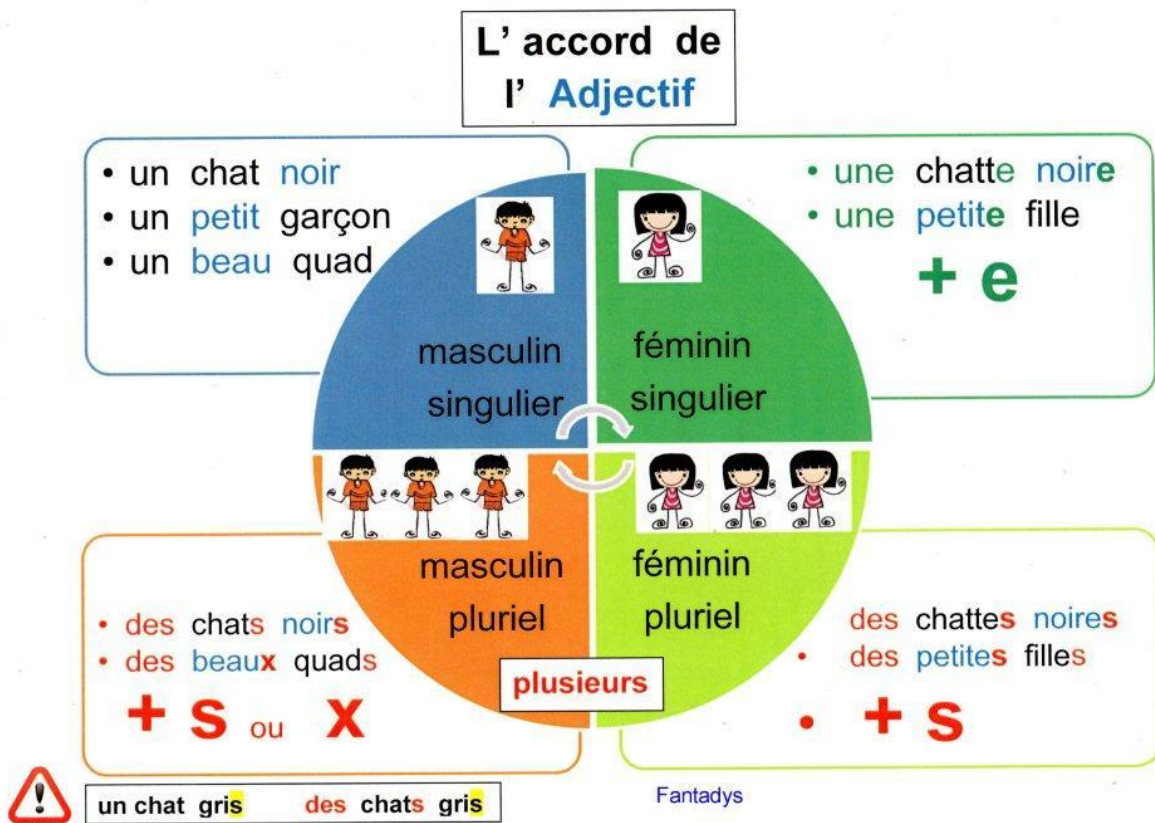 L' accord de
l' Adjectif
• un chat noir
• un petit garçon
• un beau quad
• une chatte noire
• une petite fille
+ e
masculin
singulier
féminin
singulier
masculin
pluriel
féminin
pluriel
• des chats noirs
• des beaux quads
+ s ou x
plusieurs
des chattes noires
• des petites filles
• + s
un chat gris des chats gris
Fantadys